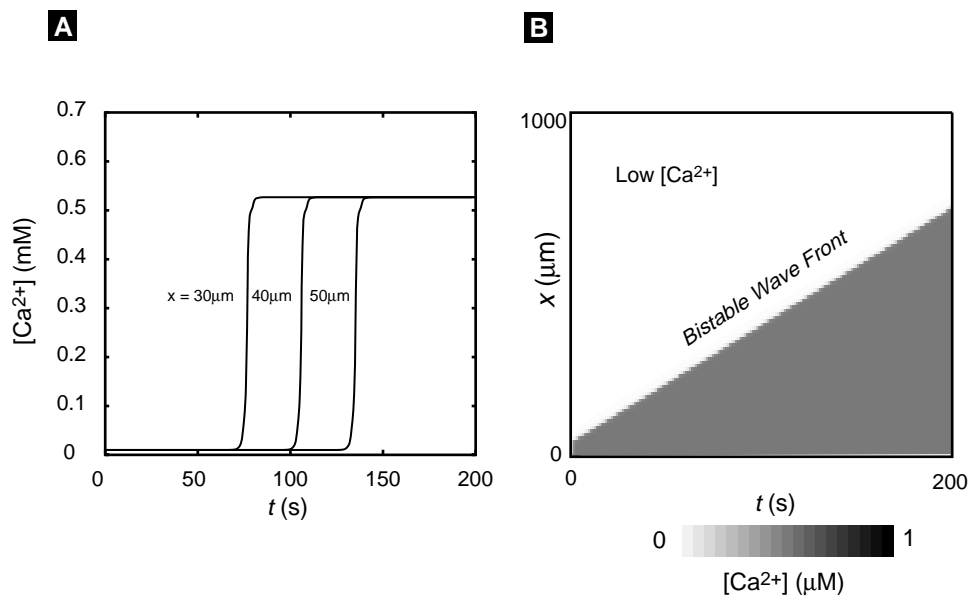 A
B
0.7
0.6
0.5
0.4
0.3
0.2
0.1
0
[Ca²⁺] (mM)
x = 30μm
40μm
50μm
0
50
100
150
200
t (s)
1000
0
x (μm)
Low [Ca²⁺]
Bistable Wave Front
0
200
t (s)
0
1
[Ca²⁺] (μM)